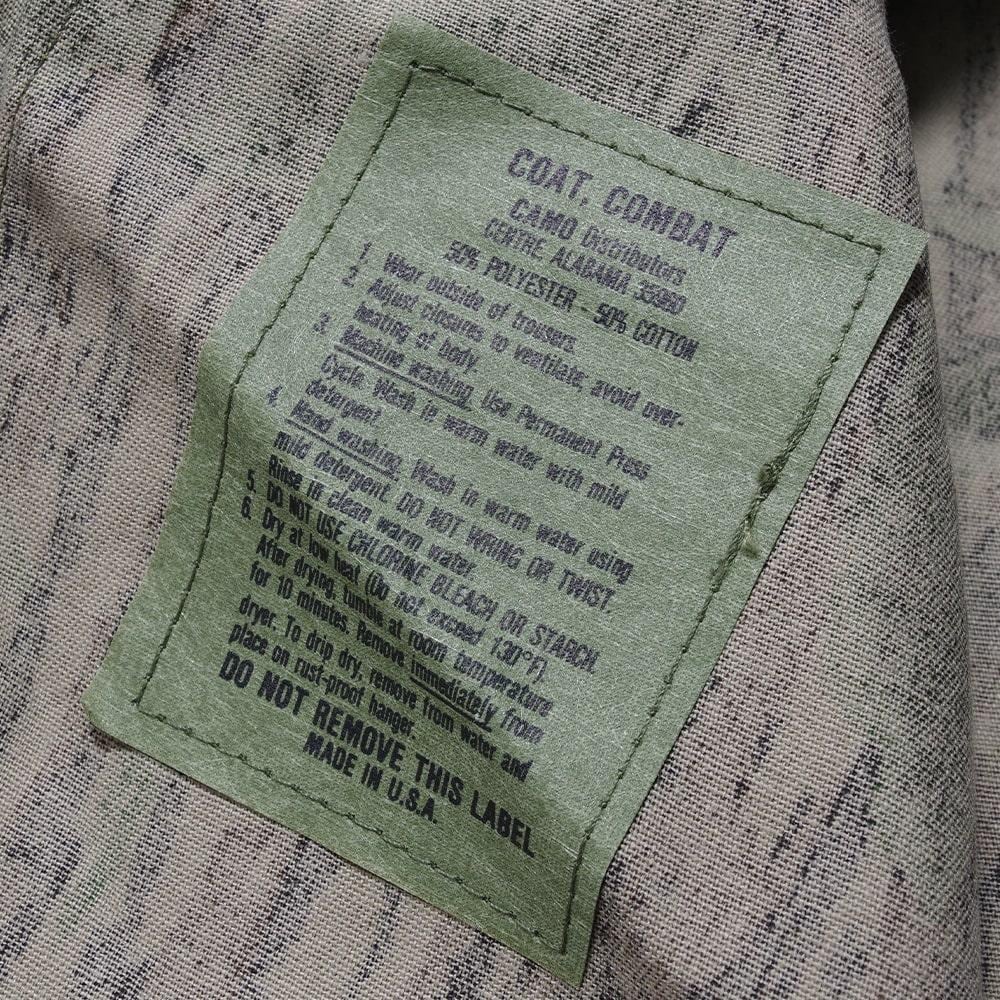 COAT, COMBAT
CAMO Distributors
CENTRE, ALABAMA 35960
50% POLYESTER - 50% COTTON
1. Wear outside of trousers.
2. Adjust closures to ventilate; avoid over-
heating of body.
3. Machine washing. Use Permanent Press
cycle. Wash in warm water with mild
detergent.
4. Hand washing. Wash in warm water using
mild detergent. DO NOT WRING OR TWIST.
Rinse in clean warm water.
5. DO NOT USE CHLORINE BLEACH OR STARCH.
6. Dry at low heat (Do not exceed 130°F).
After drying, tumble at room temperature
for 10 minutes. Remove immediately from
dryer. To drip dry, remove from water and
place on rust-proof hanger.
DO NOT REMOVE THIS LABEL
MADE IN U.S.A.